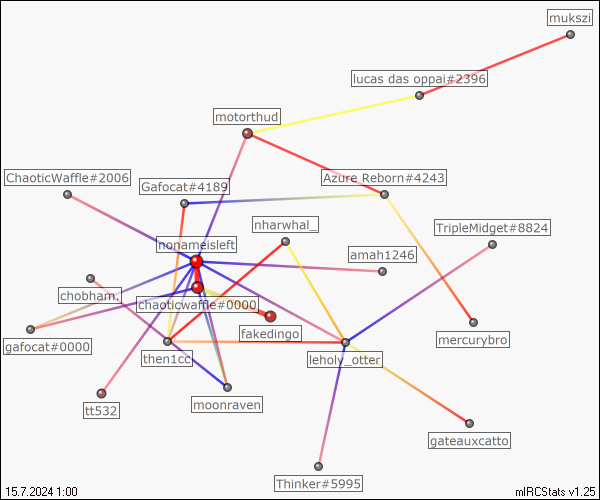 mukszi
lucas das oppai#2396
motorthud
ChaoticWaffle#2006
Gafocat#4189
Azure_Reborn#4243
nharwhal_
TripleMidget#8824
nonameisleft
amah1246
chobham.
chaoticwaffle#0000
fakedingo
mercurybro
gafocat#0000
then1cc
leholy_otter.
tt532
moonraven
gateauxcatto
Thinker#5995
15.7.2024 1:00
mIRCStats v1.25